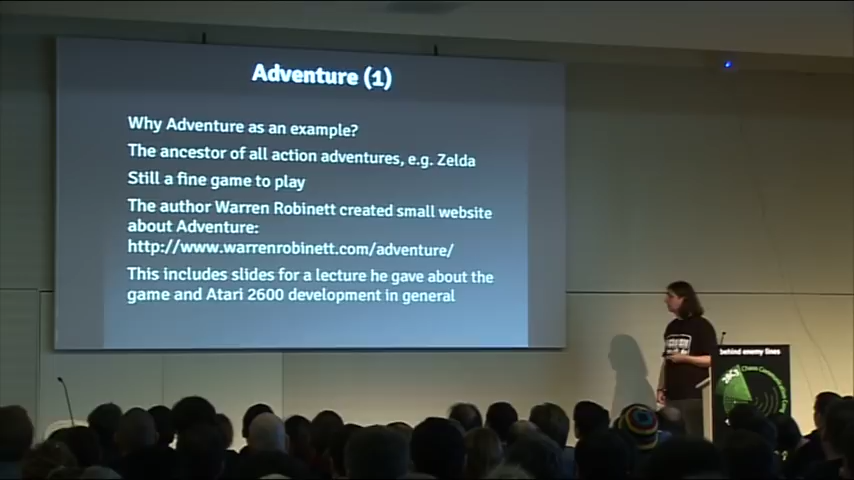 Adventure (1)
Why Adventure as an example?
The ancestor of all action adventures, e.g. Zelda
Still a fine game to play
The author Warren Robinett created small website
about Adventure:
http://www.warrenrobinett.com/adventure/
This includes slides for a lecture he gave about the
game and Atari 2600 development in general
behind enemy lines
28C3